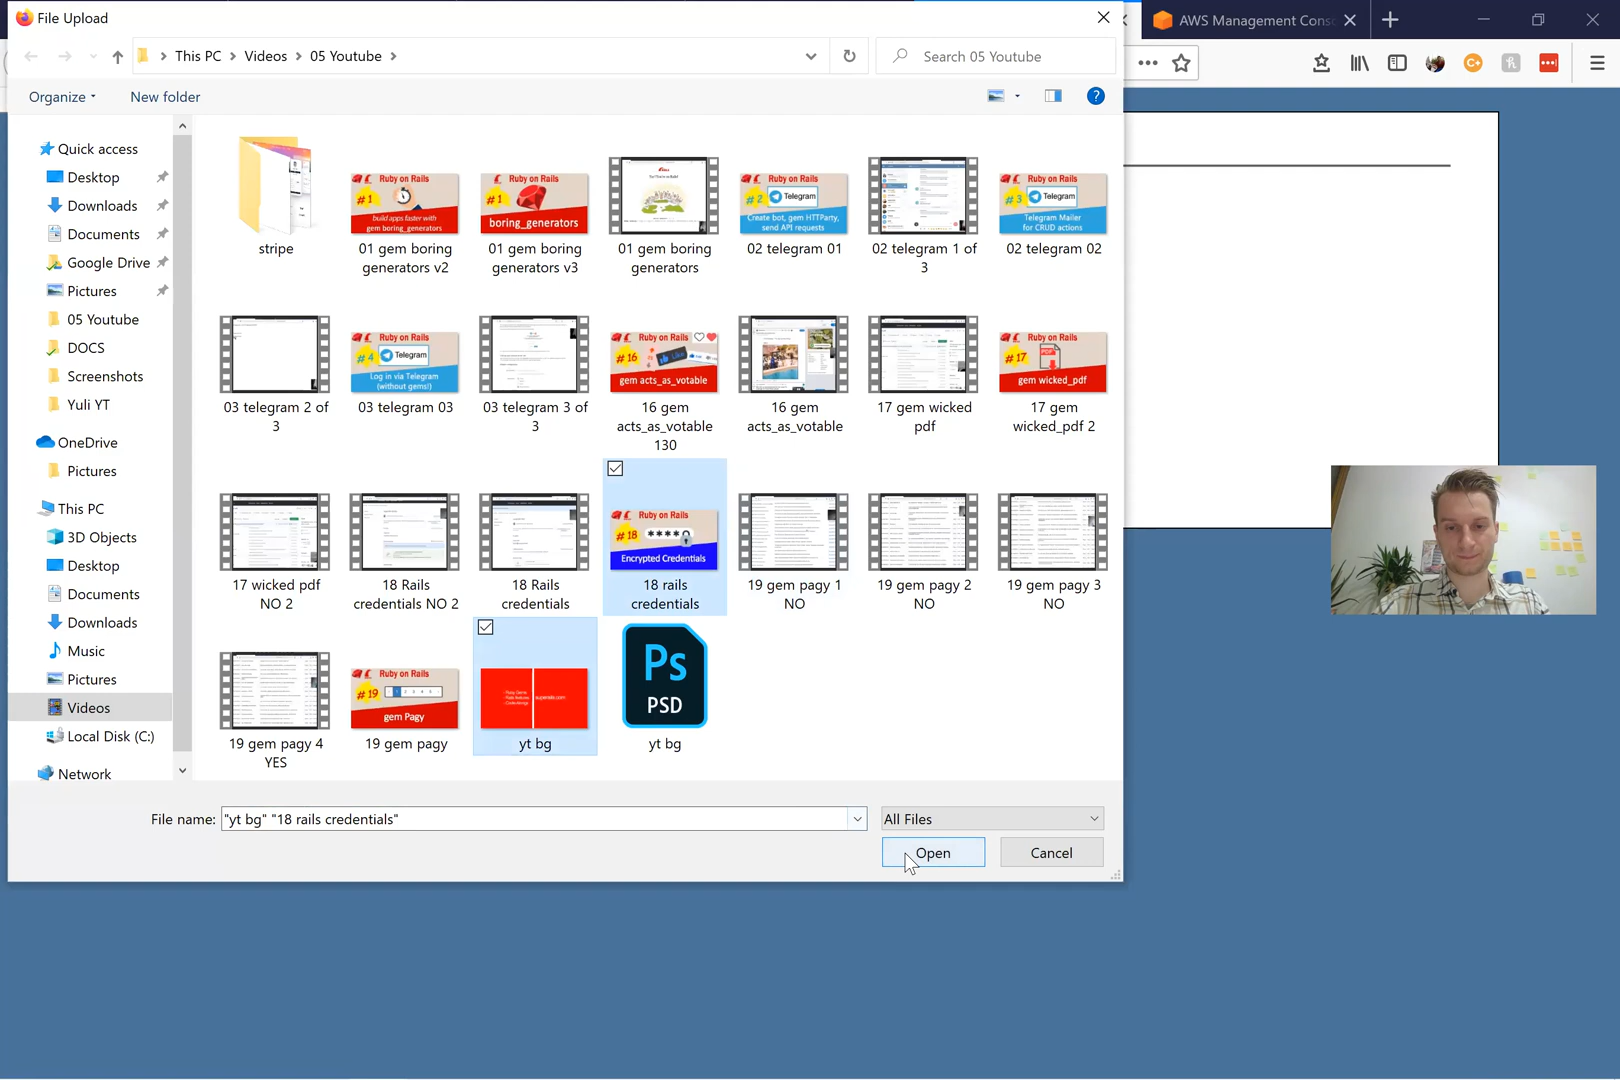 File Upload
AWS Management Conso
This PC > Videos > 05 Youtube >
Search 05 Youtube
Organize
New folder
Quick access
Desktop
Downloads
Documents
Google Drive
Pictures
05 Youtube
DOCS
Screenshots
Yuli YT
OneDrive
Pictures
This PC
3D Objects
Desktop
Documents
Downloads
Music
Pictures
Videos
Local Disk (C:)
Network
stripe
Ruby on Rails
#1
build apps faster with
gem boring_generators
01 gem boring
generators v2
Ruby on Rails
#1
boring_generators
01 gem boring
generators v3
01 gem boring
generators
Ruby on Rails
#2 Telegram
Create bot, gem HTTParty,
send API requests
02 telegram 01
02 telegram 1 of
3
Ruby on Rails
#3 Telegram
Telegram Mailer
for CRUD actions
02 telegram 02
03 telegram 2 of
3
Ruby on Rails
#4 Telegram
Log in via Telegram
(without gems!)
03 telegram 03
03 telegram 3 of
3
Ruby on Rails
#16
Like
gem acts_as_votable
16 gem
acts_as_votable
130
16 gem
acts_as_votable
17 gem wicked
pdf
Ruby on Rails
#17
PDF
gem wicked_pdf
17 gem
wicked_pdf 2
17 wicked pdf
NO 2
18 Rails
credentials NO 2
18 Rails
credentials
Ruby on Rails
#18 ****
Encrypted Credentials
18 rails
credentials
19 gem pagy 1
NO
19 gem pagy 2
NO
19 gem pagy 3
NO
19 gem pagy 4
YES
Ruby on Rails
#19
gem Pagy
19 gem pagy
superails.com
yt bg
Ps
PSD
yt bg
File name: "yt bg" "18 rails credentials"
All Files
Open
Cancel